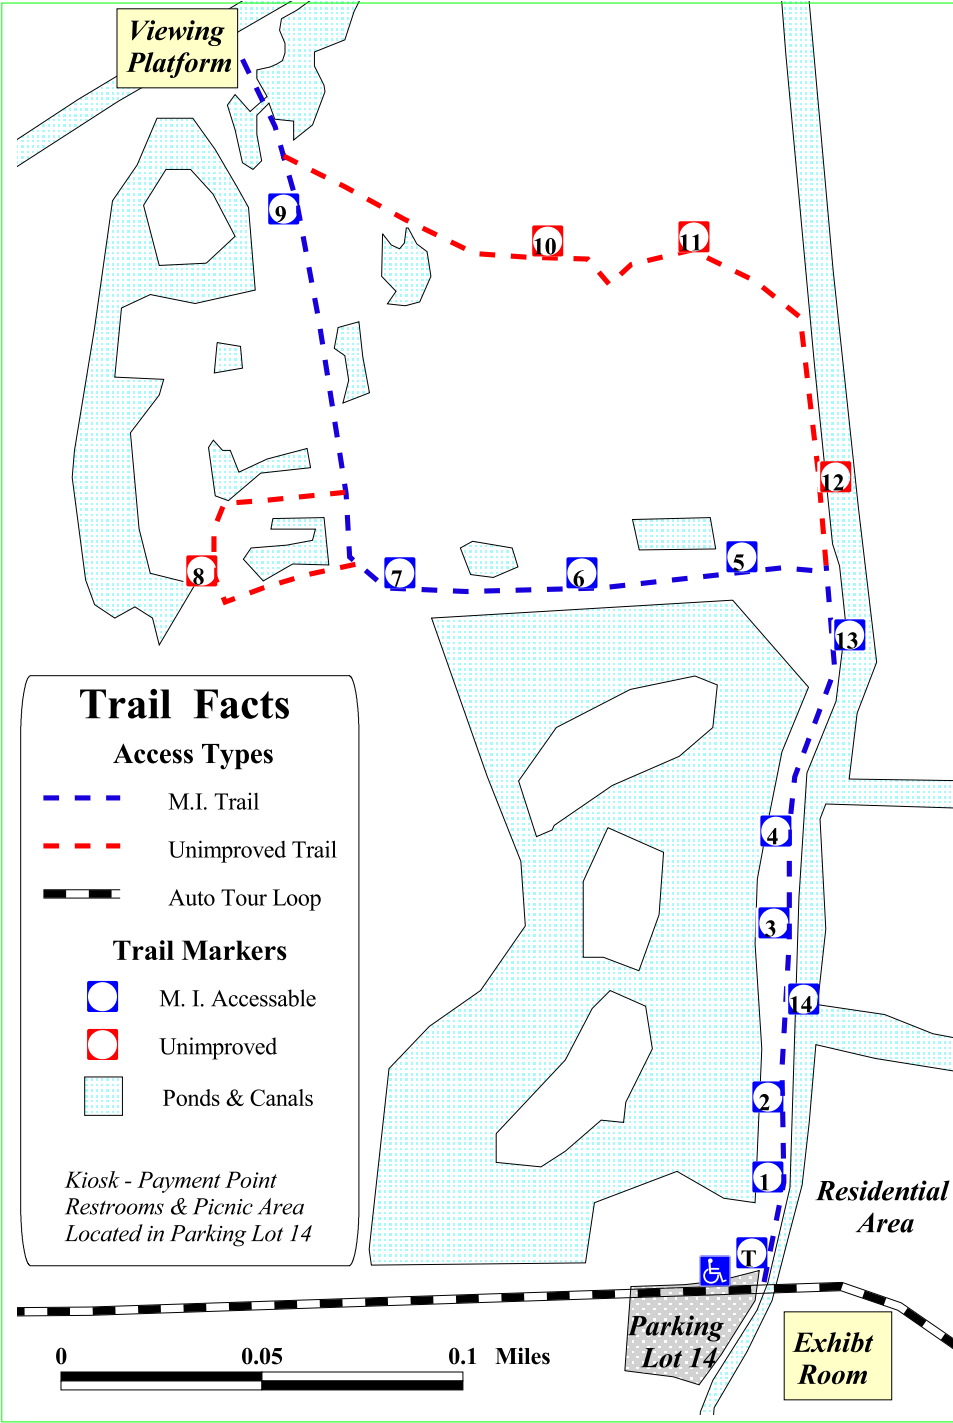 Viewing
Platform
9
10
11
12
8
7
6
5
13
Trail Facts
Access Types
M.I. Trail
Unimproved Trail
Auto Tour Loop
Trail Markers
M. I. Accessable
Unimproved
Ponds & Canals
Kiosk - Payment Point
Restrooms & Picnic Area
Located in Parking Lot 14
4
3
14
2
1
T
Residential
Area
Parking
Lot 14
Exhibt
Room
0 0.05 0.1 Miles